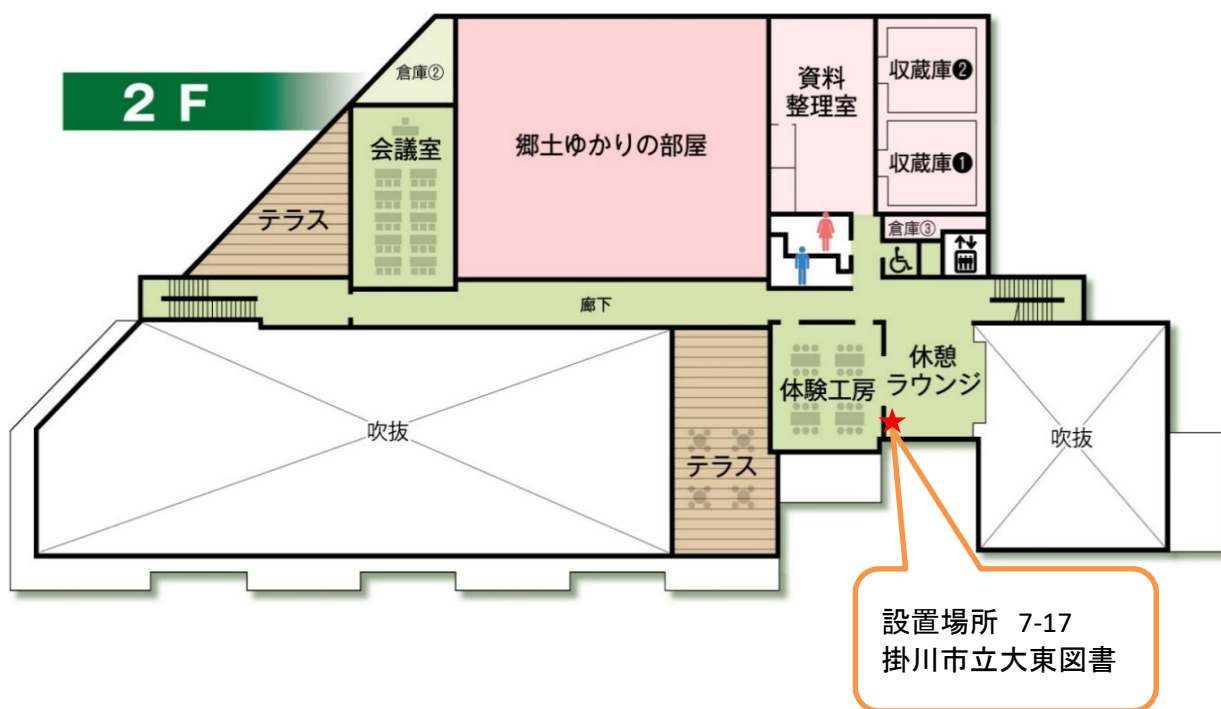 2 F
倉庫②
会議室
テラス
郷土ゆかりの部屋
資料
整理室
収蔵庫❷
収蔵庫❶
倉庫③
廊下
吹抜
テラス
体験工房
休憩
ラウンジ
吹抜
設置場所 7-17
掛川市立大東図書